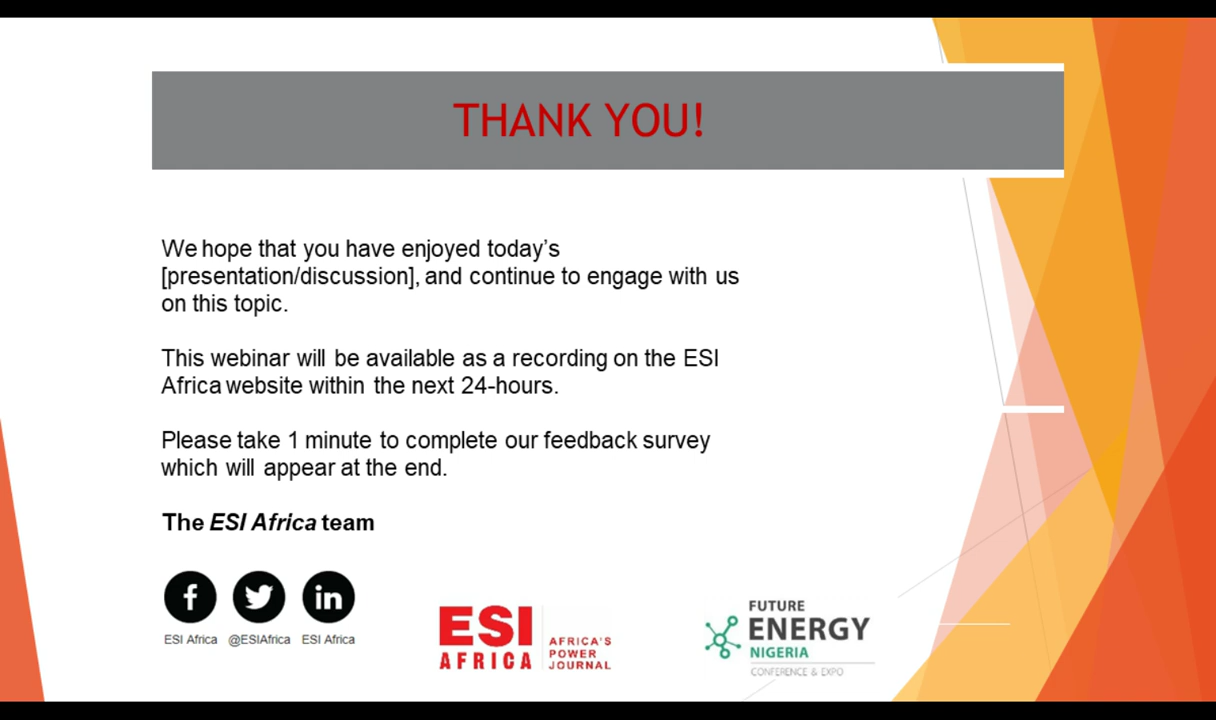 THANK YOU!
We hope that you have enjoyed today's
[presentation/discussion], and continue to engage with us
on this topic.
This webinar will be available as a recording on the ESI
Africa website within the next 24-hours.
Please take 1 minute to complete our feedback survey
which will appear at the end.
The ESI Africa team
ESI Africa @ESIAfrica ESI Africa
ESI
AFRICA
AFRICA'S
POWER
JOURNAL
FUTURE
ENERGY
NIGERIA
CONFERENCE & EXPO